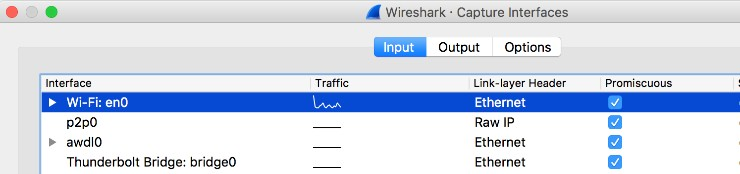 Wireshark · Capture Interfaces
Input Output Options
Interface Traffic Link-layer Header Promiscuous
Wi-Fi: en0 Ethernet
p2p0 Raw IP
awdl0 Ethernet
Thunderbolt Bridge: bridge0 Ethernet